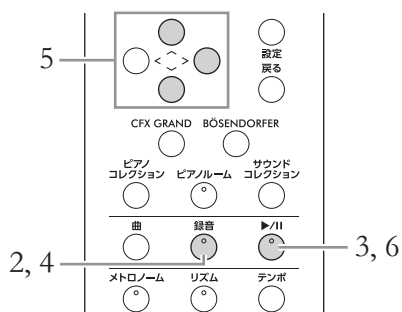 5
設定
戻る
CFX GRAND BÖSENDORFER
ピアノ
コレクション
ピアノルーム
サウンド
コレクション
曲 録音 ▶/II
2, 4
3, 6
メトロノーム リズム テンポ